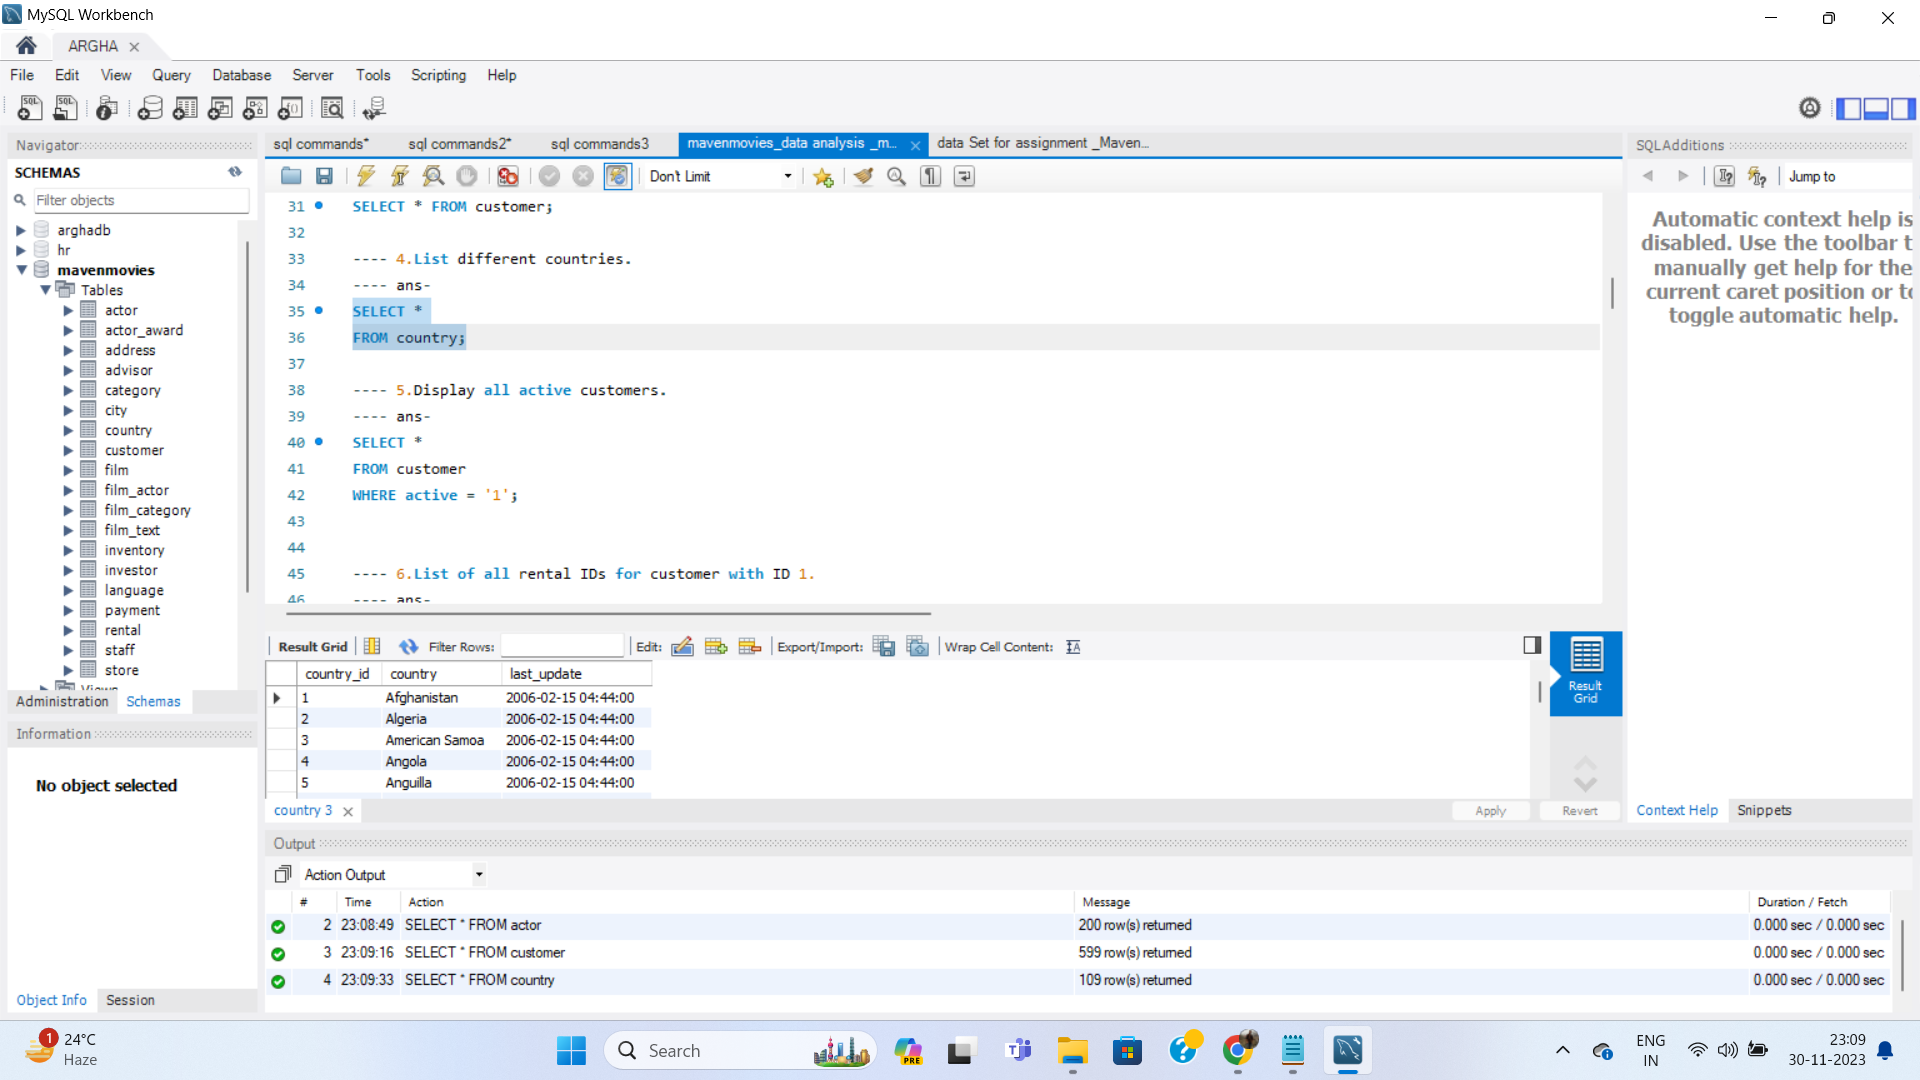 MySQL Workbench
ARGHA
File Edit View Query Database Server Tools Scripting Help
Navigator
SCHEMAS
Filter objects
arghadb
hr
mavenmovies
Tables
actor
actor_award
address
advisor
category
city
country
customer
film
film_actor
film_category
film_text
inventory
investor
language
payment
rental
staff
store
Views
Administration Schemas
Information
No object selected
Object Info Session
sql commands* sql commands2* sql commands3 mavenmovies_data analysis _m... data Set for assignment _Maven...
Don't Limit
31 SELECT * FROM customer;
32
33 ---- 4.List different countries.
34 ---- ans-
35 SELECT *
36 FROM country;
37
38 ---- 5.Display all active customers.
39 ---- ans-
40 SELECT *
41 FROM customer
42 WHERE active = '1';
43
44
45 ---- 6.List of all rental IDs for customer with ID 1.
46 ---- ans-
Result Grid Filter Rows: Edit: Export/Import: Wrap Cell Content:
country_id country last_update
1 Afghanistan 2006-02-15 04:44:00
2 Algeria 2006-02-15 04:44:00
3 American Samoa 2006-02-15 04:44:00
4 Angola 2006-02-15 04:44:00
5 Anguilla 2006-02-15 04:44:00
Result
Grid
country 3
Apply Revert
SQLAdditions
Jump to
Automatic context help is
disabled. Use the toolbar t
manually get help for the
current caret position or to
toggle automatic help.
Context Help Snippets
Output
Action Output
# Time Action Message Duration / Fetch
2 23:08:49 SELECT * FROM actor 200 row(s) returned 0.000 sec / 0.000 sec
3 23:09:16 SELECT * FROM customer 599 row(s) returned 0.000 sec / 0.000 sec
4 23:09:33 SELECT * FROM country 109 row(s) returned 0.000 sec / 0.000 sec
1
24°C
Haze
Search
PRE
ENG
IN
23:09
30-11-2023